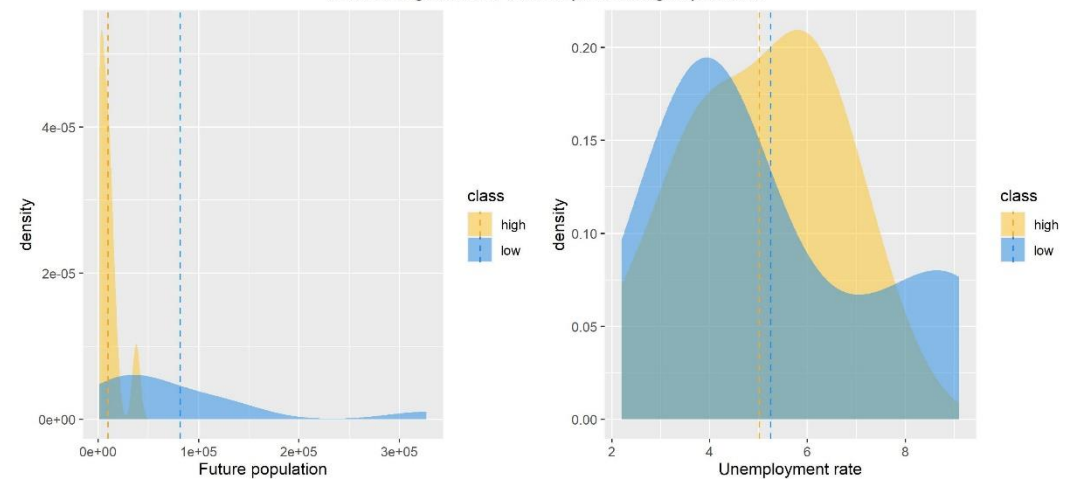 density
4e-05
2e-05
0e+00
0e+00
1e+05
2e+05
3e+05
Future population
class
high
low
density
0.20
0.15
0.10
0.05
0.00
2
4
6
8
Unemployment rate
class
high
low